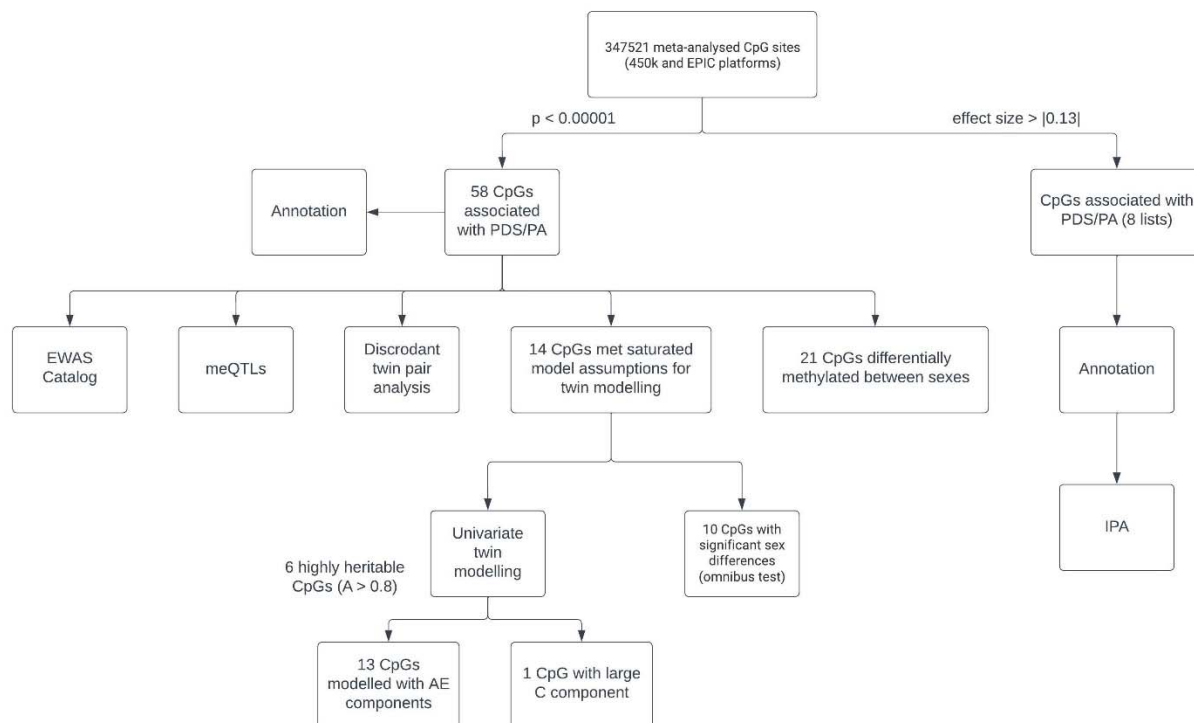 347521 meta-analysed CpG sites
(450k and EPIC platforms)
p < 0.00001
effect size > |0.13|
58 CpGs
associated
with PDS/PA
Annotation
CpGs associated with
PDS/PA (8 lists)
EWAS
Catalog
meQTLs
Discrodant
twin pair
analysis
14 CpGs met saturated
model assumptions for
twin modelling
21 CpGs differentially
methylated between sexes
Annotation
Univariate
twin
modelling
10 CpGs with
significant sex
differences
(omnibus test)
IPA
6 highly heritable
CpGs (A > 0.8)
13 CpGs
modelled with AE
components
1 CpG with large
C component